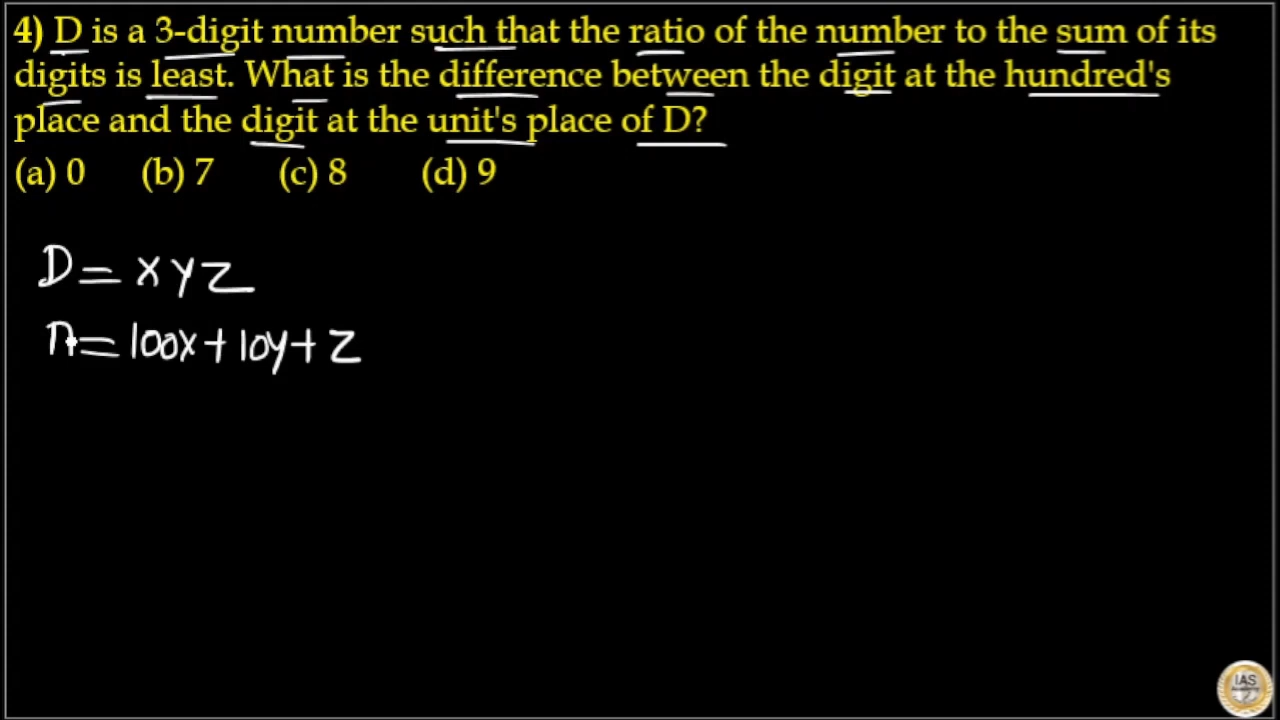 4) D is a 3-digit number such that the ratio of the number to the sum of its
digits is least. What is the difference between the digit at the hundred's
place and the digit at the unit's place of D?
(a) 0 (b) 7 (c) 8 (d) 9
D = x y z
= 100x + 10y + z
IAS